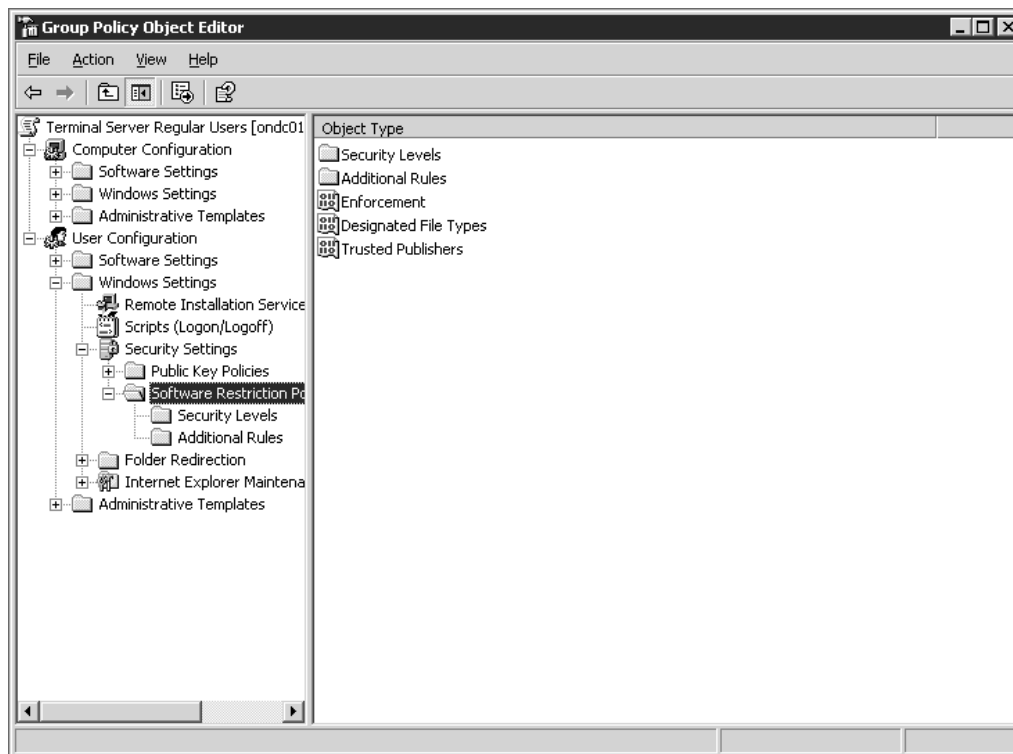 Group Policy Object Editor
File Action View Help
Terminal Server Regular Users [ondc01
Computer Configuration
Software Settings
Windows Settings
Administrative Templates
User Configuration
Software Settings
Windows Settings
Remote Installation Service
Scripts (Logon/Logoff)
Security Settings
Public Key Policies
Software Restriction Po
Security Levels
Additional Rules
Folder Redirection
Internet Explorer Maintena
Administrative Templates
Object Type
Security Levels
Additional Rules
Enforcement
Designated File Types
Trusted Publishers